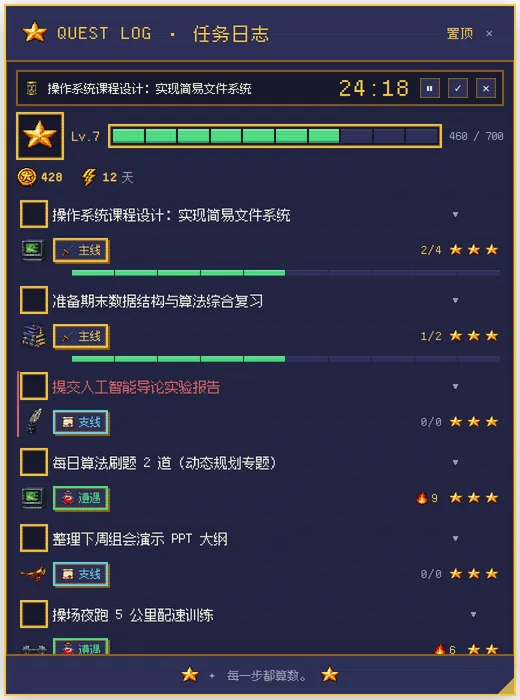 QUEST LOG · 任务日志 置顶 ×
操作系统课程设计：实现简易文件系统 24:18
Lv.7 460 / 700
428 12 天
操作系统课程设计：实现简易文件系统
主线 2/4
准备期末数据结构与算法综合复习
主线 1/2
提交人工智能导论实验报告
支线 0/0
每日算法刷题 2 道（动态规划专题）
遭遇 9
整理下周组会演示 PPT 大纲
支线 0/0
操场夜跑 5 公里配速训练
遭遇 6
每一步都算数。